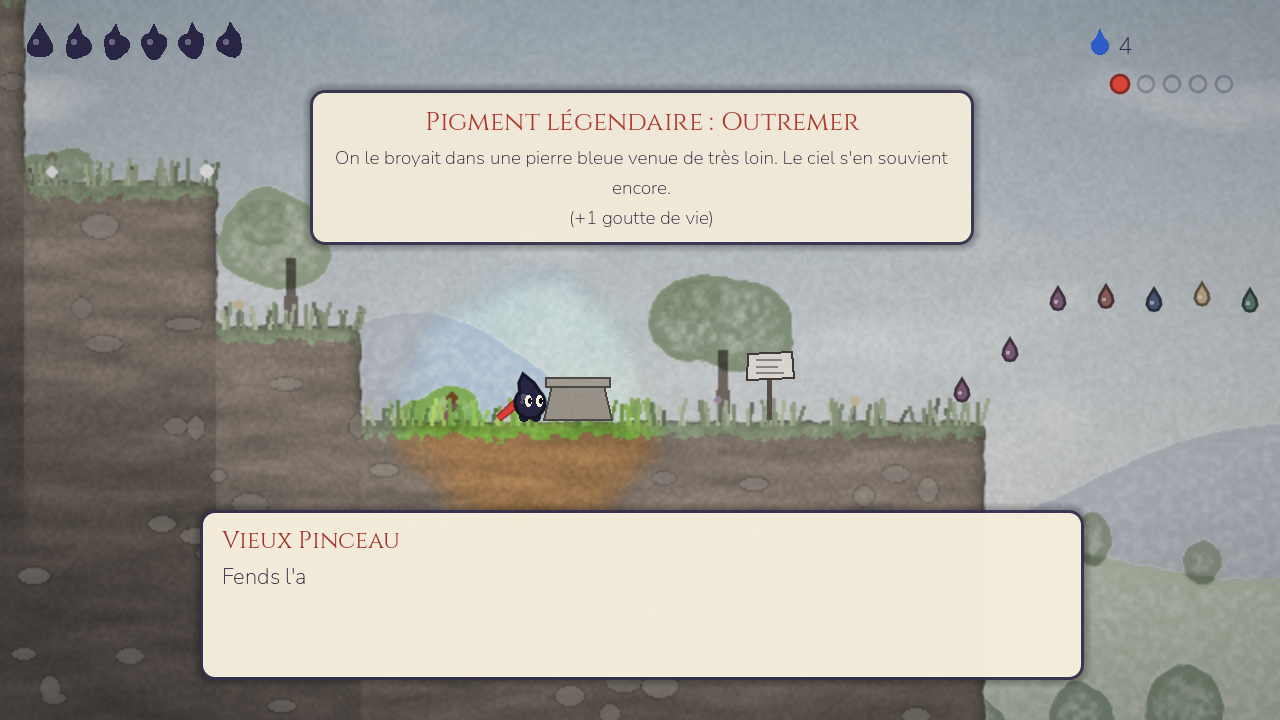 4
Pigment légendaire : Outremer
On le broyait dans une pierre bleue venue de très loin. Le ciel s'en souvient
encore.
(+1 goutte de vie)
Vieux Pinceau
Fends l'a